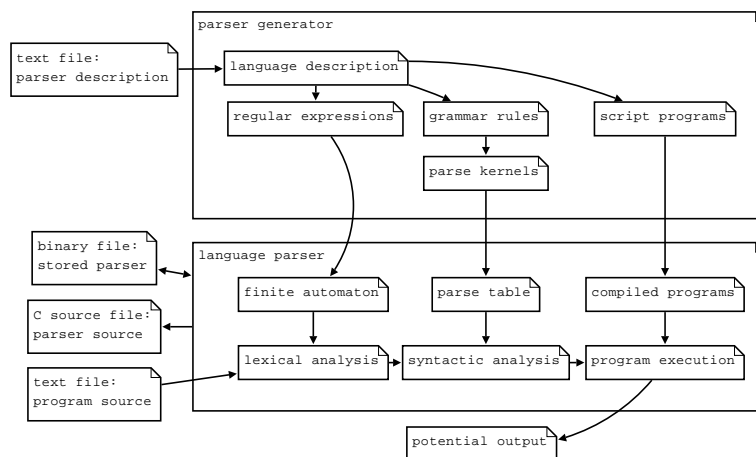 parser generator
text file:
parser description
language description
regular expressions
grammar rules
script programs
parse kernels
binary file:
stored parser
language parser
finite automaton
parse table
compiled programs
C source file:
parser source
lexical analysis
syntactic analysis
program execution
text file:
program source
potential output